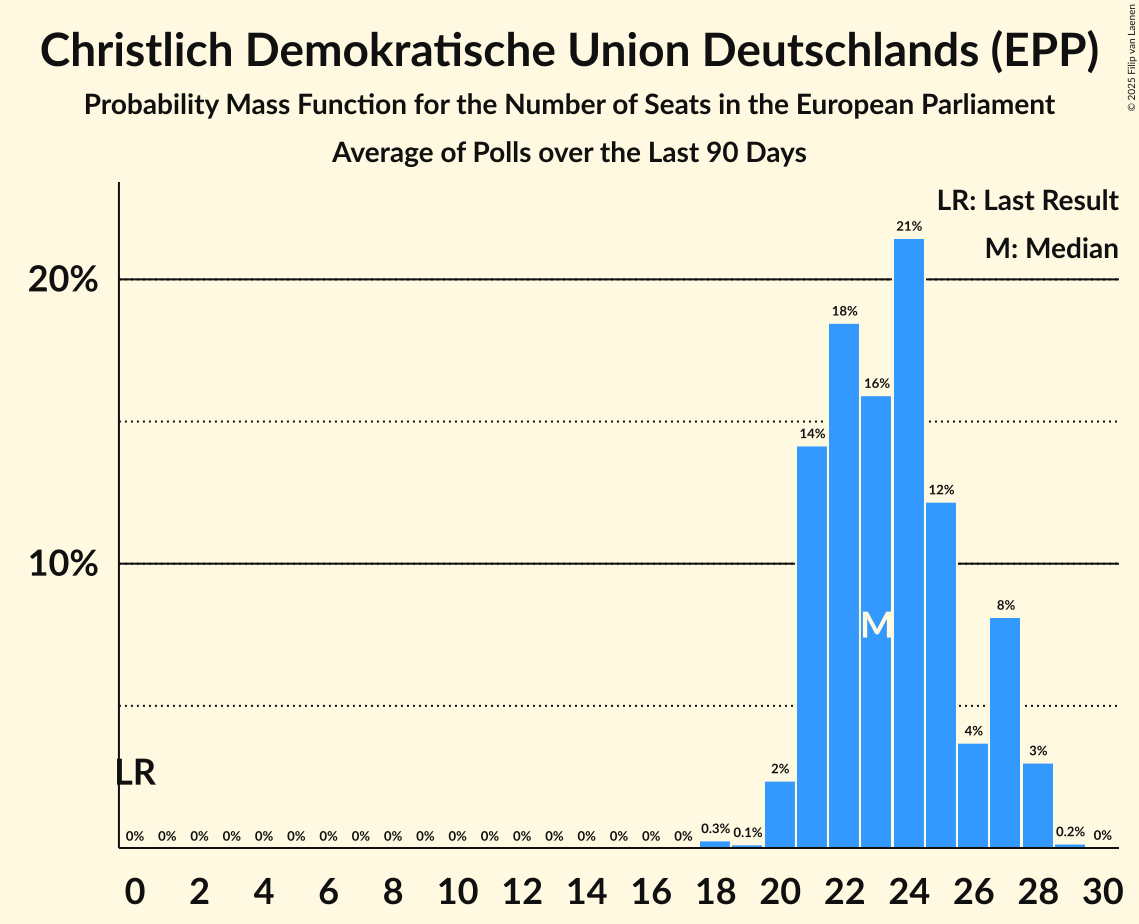 Christlich Demokratische Union Deutschlands (EPP)
Probability Mass Function for the Number of Seats in the European Parliament
Average of Polls over the Last 90 Days
© 2025 Filip van Laenen
LR: Last Result
M: Median
21%
20%
18%
16%
14%
12%
10%
8%
M
4%
3%
2%
LR
0% 0% 0% 0% 0% 0% 0% 0% 0% 0% 0% 0% 0% 0% 0% 0% 0% 0% 0.3% 0.1% 0.2% 0%
0 2 4 6 8 10 12 14 16 18 20 22 24 26 28 30